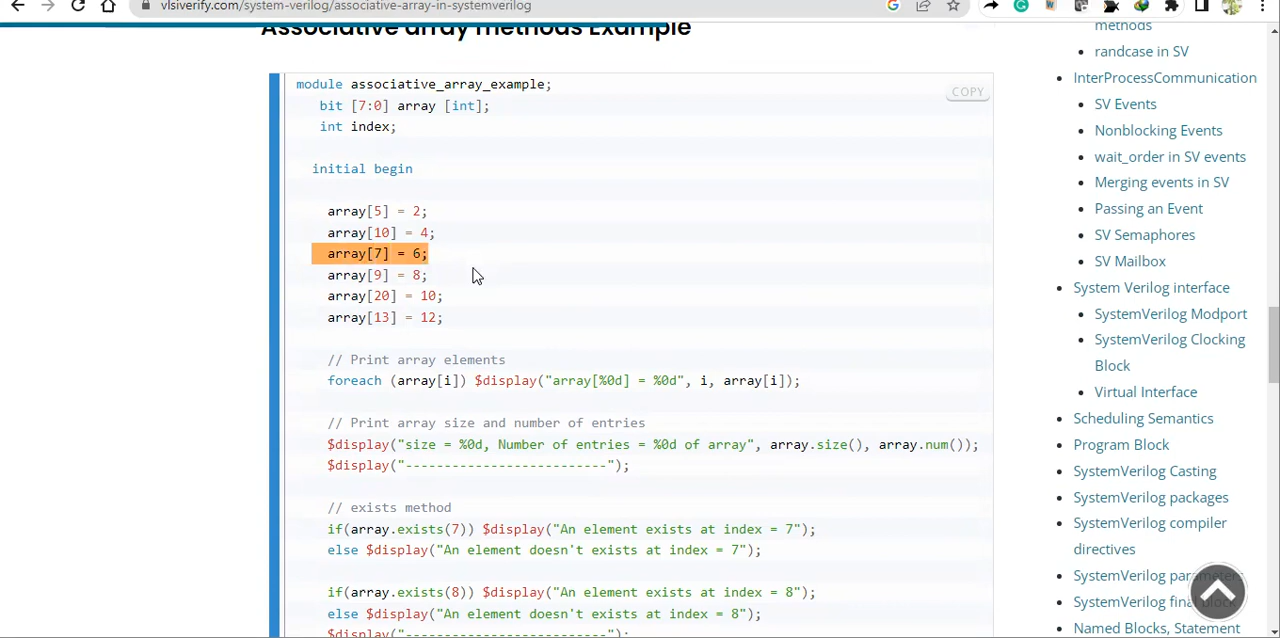 vlsiverify.com/system-verilog/associative-array-in-systemverilog
Associative array methods Example
COPY
module associative_array_example;
bit [7:0] array [int];
int index;
initial begin
array[5] = 2;
array[10] = 4;
array[7] = 6;
array[9] = 8;
array[20] = 10;
array[13] = 12;
// Print array elements
foreach (array[i]) $display("array[%0d] = %0d", i, array[i]);
// Print array size and number of entries
$display("size = %0d, Number of entries = %0d of array", array.size(), array.num());
$display("--------------------------");
// exists method
if(array.exists(7)) $display("An element exists at index = 7");
else $display("An element doesn't exists at index = 7");
if(array.exists(8)) $display("An element exists at index = 8");
else $display("An element doesn't exists at index = 8");
$display("--------------------------");
methods
randcase in SV
InterProcessCommunication
SV Events
Nonblocking Events
wait_order in SV events
Merging events in SV
Passing an Event
SV Semaphores
SV Mailbox
System Verilog interface
SystemVerilog Modport
SystemVerilog Clocking
Block
Virtual Interface
Scheduling Semantics
Program Block
SystemVerilog Casting
SystemVerilog packages
SystemVerilog compiler
directives
SystemVerilog parameters
SystemVerilog final block
Named Blocks, Statement